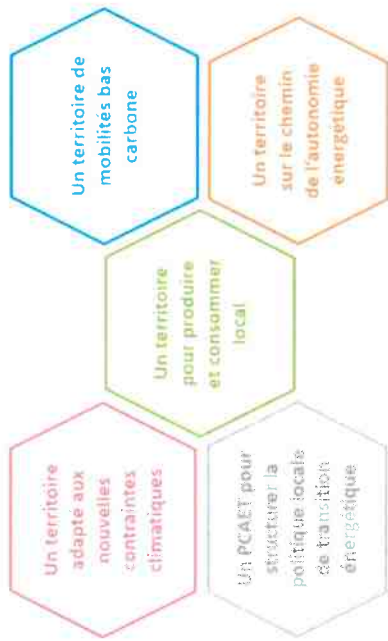 Un territoire
adapté aux
nouvelles
contraintes
climatiques
Un territoire de
mobilités bas
carbone
Un territoire
pour produire
et consommer
local
Un PCAET pour
structurer la
politique locale
de transition
énergétique
Un territoire
sur le chemin
de l'autonomie
energétique